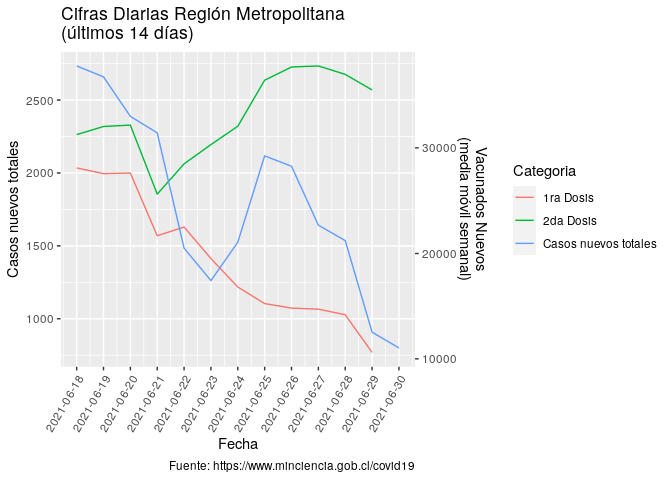 Cifras Diarias Región Metropolitana
(últimos 14 días)
Casos nuevos totales
2500
2000
1500
1000
30000
20000
10000
Vacunados Nuevos
(media móvil semanal)
2021-06-18
2021-06-19
2021-06-20
2021-06-21
2021-06-22
2021-06-23
2021-06-24
2021-06-25
2021-06-26
2021-06-27
2021-06-28
2021-06-29
2021-06-30
Fecha
Categoria
1ra Dosis
2da Dosis
Casos nuevos totales
Fuente: https://www.minciencia.gob.cl/covid19